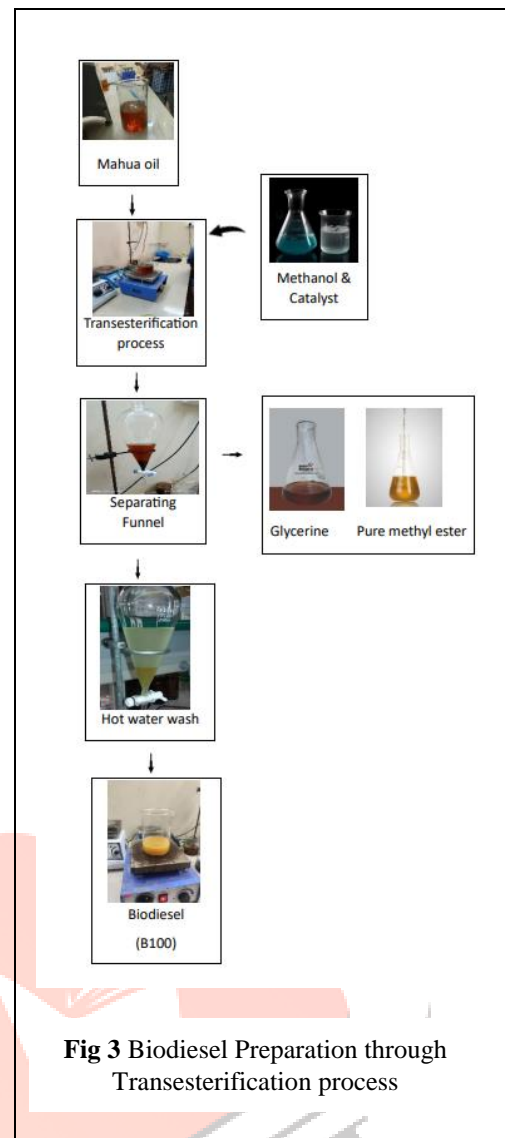 Mahua oil
Methanol &
Catalyst
Transesterification
process
Separating
Funnel
Glycerine
Pure methyl ester
Hot water wash
Biodiesel
(B100)
Fig 3 Biodiesel Preparation through
Transesterification process